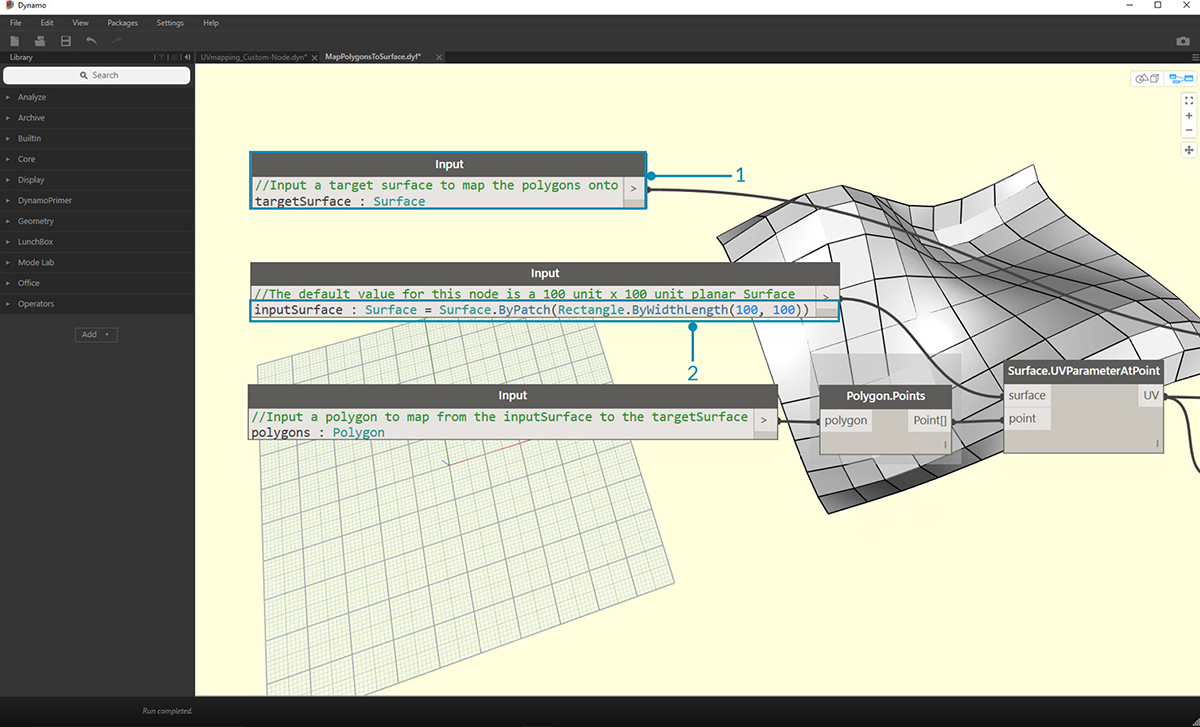 Dynamo
File Edit View Packages Settings Help
Library
UVmapping_Custom-Node.dyn* MapPolygonsToSurface.dyf*
Search
Analyze
Archive
BuiltIn
Core
Display
DynamoPrimer
Geometry
LunchBox
Mode Lab
Office
Operators
Add
Input
//Input a target surface to map the polygons onto
targetSurface : Surface
>
1
Input
//The default value for this node is a 100 unit x 100 unit planar Surface
inputSurface : Surface = Surface.ByPatch(Rectangle.ByWidthLength(100, 100))
>
2
Input
//Input a polygon to map from the inputSurface to the targetSurface
polygons : Polygon
>
Polygon.Points
polygon Point[]
Surface.UVParameterAtPoint
surface UV
point
Run completed.